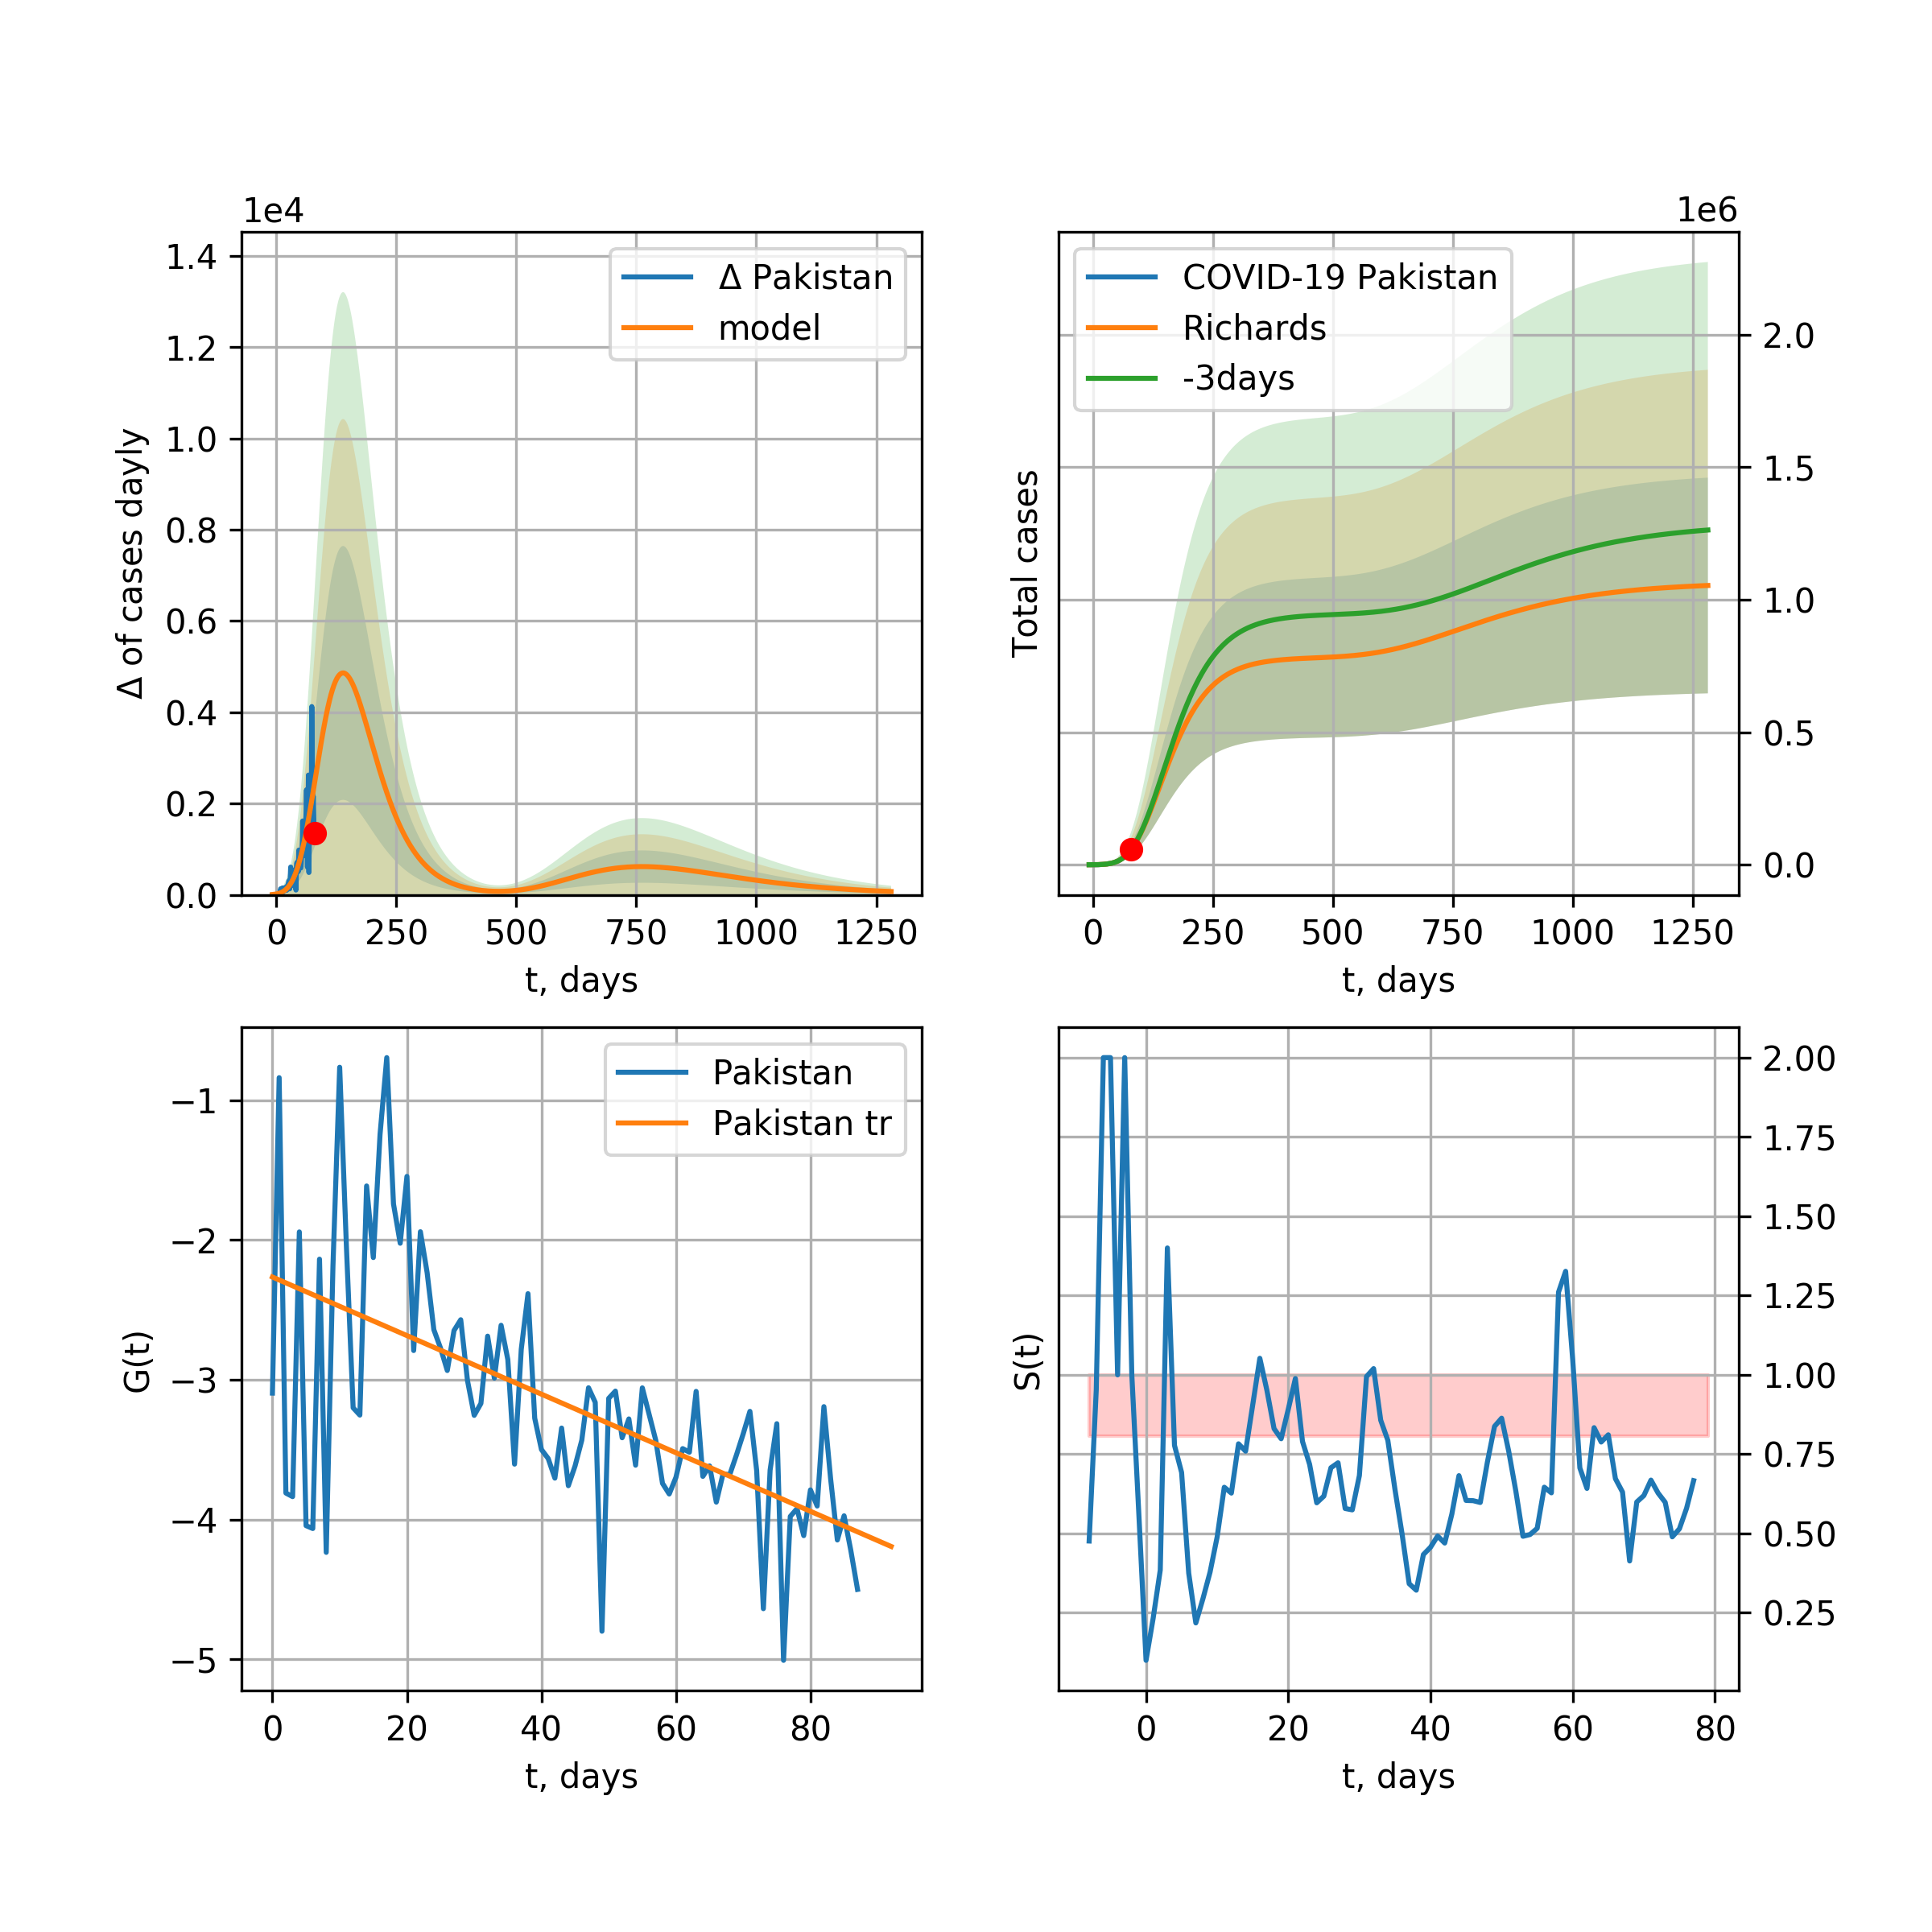 1e4
1.4
1.2
1.0
0.8
0.6
0.4
0.2
0.0
Δ of cases dayly
Δ Pakistan
model
0 250 500 750 1000 1250
t, days
1e6
COVID-19 Pakistan
Richards
-3days
Total cases
2.0
1.5
1.0
0.5
0.0
0 250 500 750 1000 1250
t, days
G(t)
−1
−2
−3
−4
−5
Pakistan
Pakistan tr
0 20 40 60 80
t, days
S(t)
2.00
1.75
1.50
1.25
1.00
0.75
0.50
0.25
0 20 40 60 80
t, days